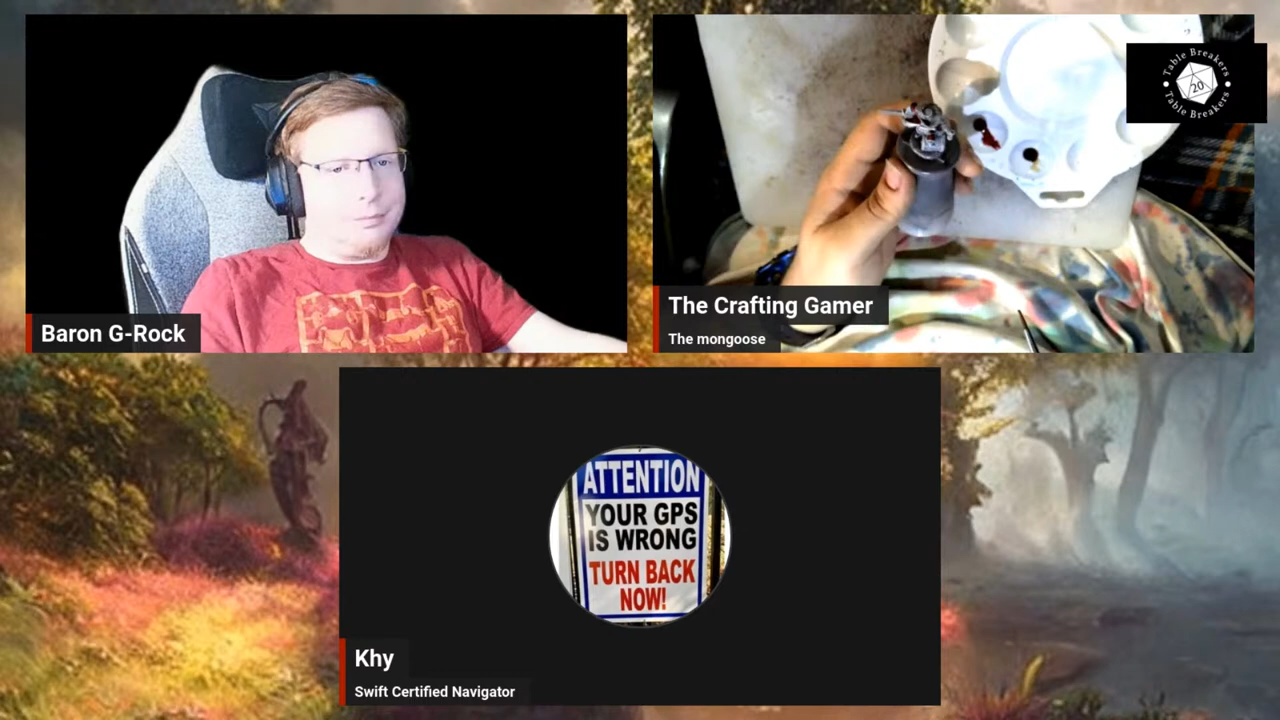 Table Breakers
20
Table Breakers
Baron G-Rock
The Crafting Gamer
The mongoose
ATTENTION
YOUR GPS
IS WRONG
TURN BACK
NOW!
Khy
Swift Certified Navigator